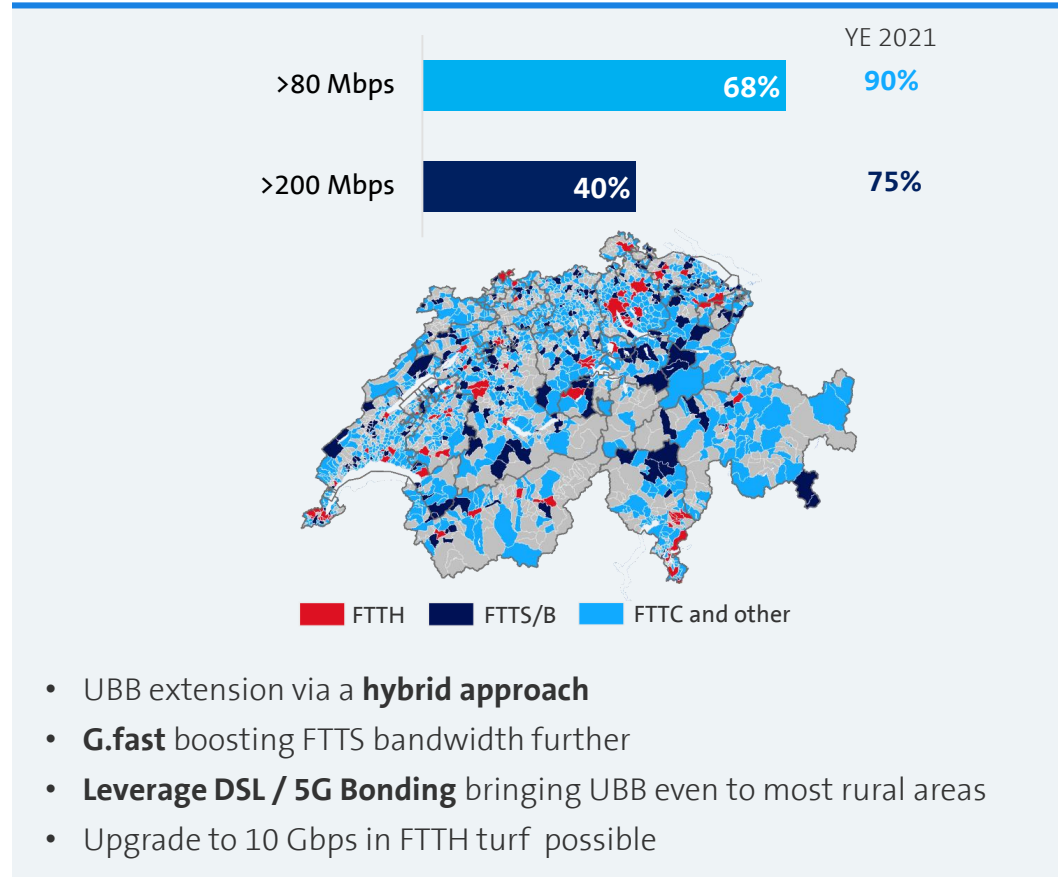 YE 2021
>80 Mbps 68% 90%
>200 Mbps 40% 75%
FTTH FTTS/B FTTC and other
• UBB extension via a hybrid approach
• G.fast boosting FTTS bandwidth further
• Leverage DSL / 5G Bonding bringing UBB even to most rural areas
• Upgrade to 10 Gbps in FTTH turf possible